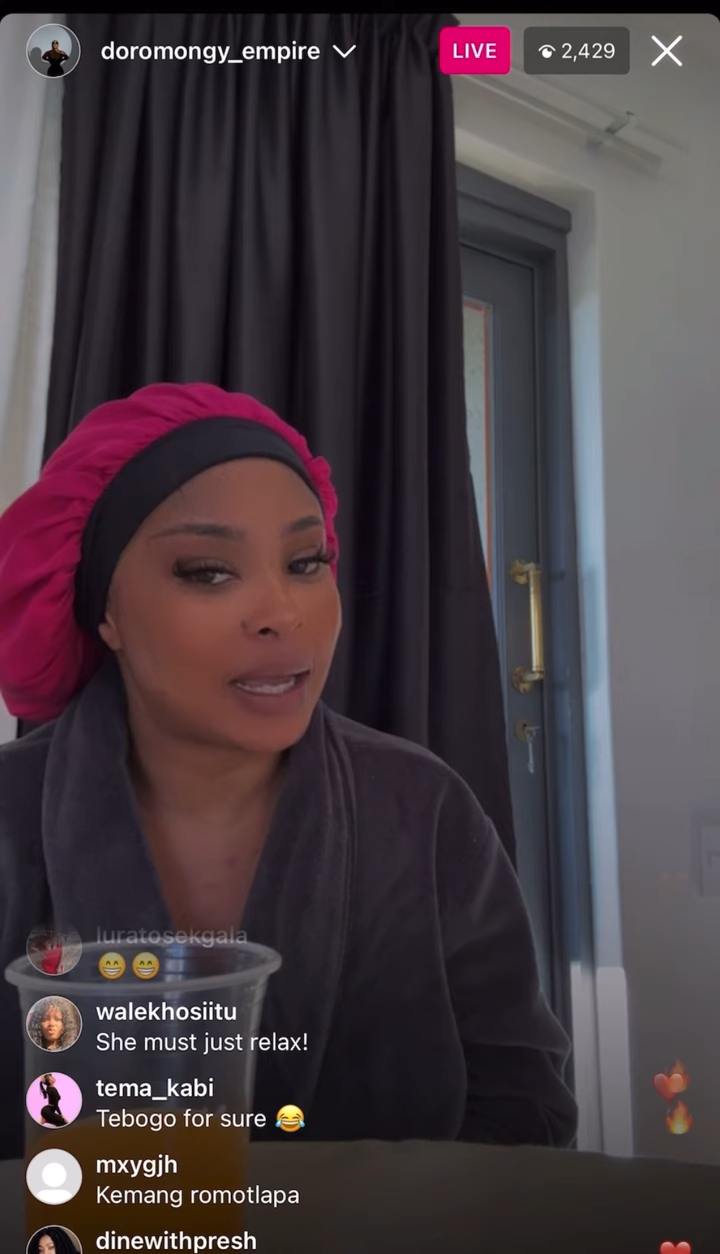 doromongy_empire
LIVE
2,429
luratosekgala
😁😁
walekhosiitu
She must just relax!
tema_kabi
Tebogo for sure 😂
mxygjh
Kemang romotlapa
dinewithpresh